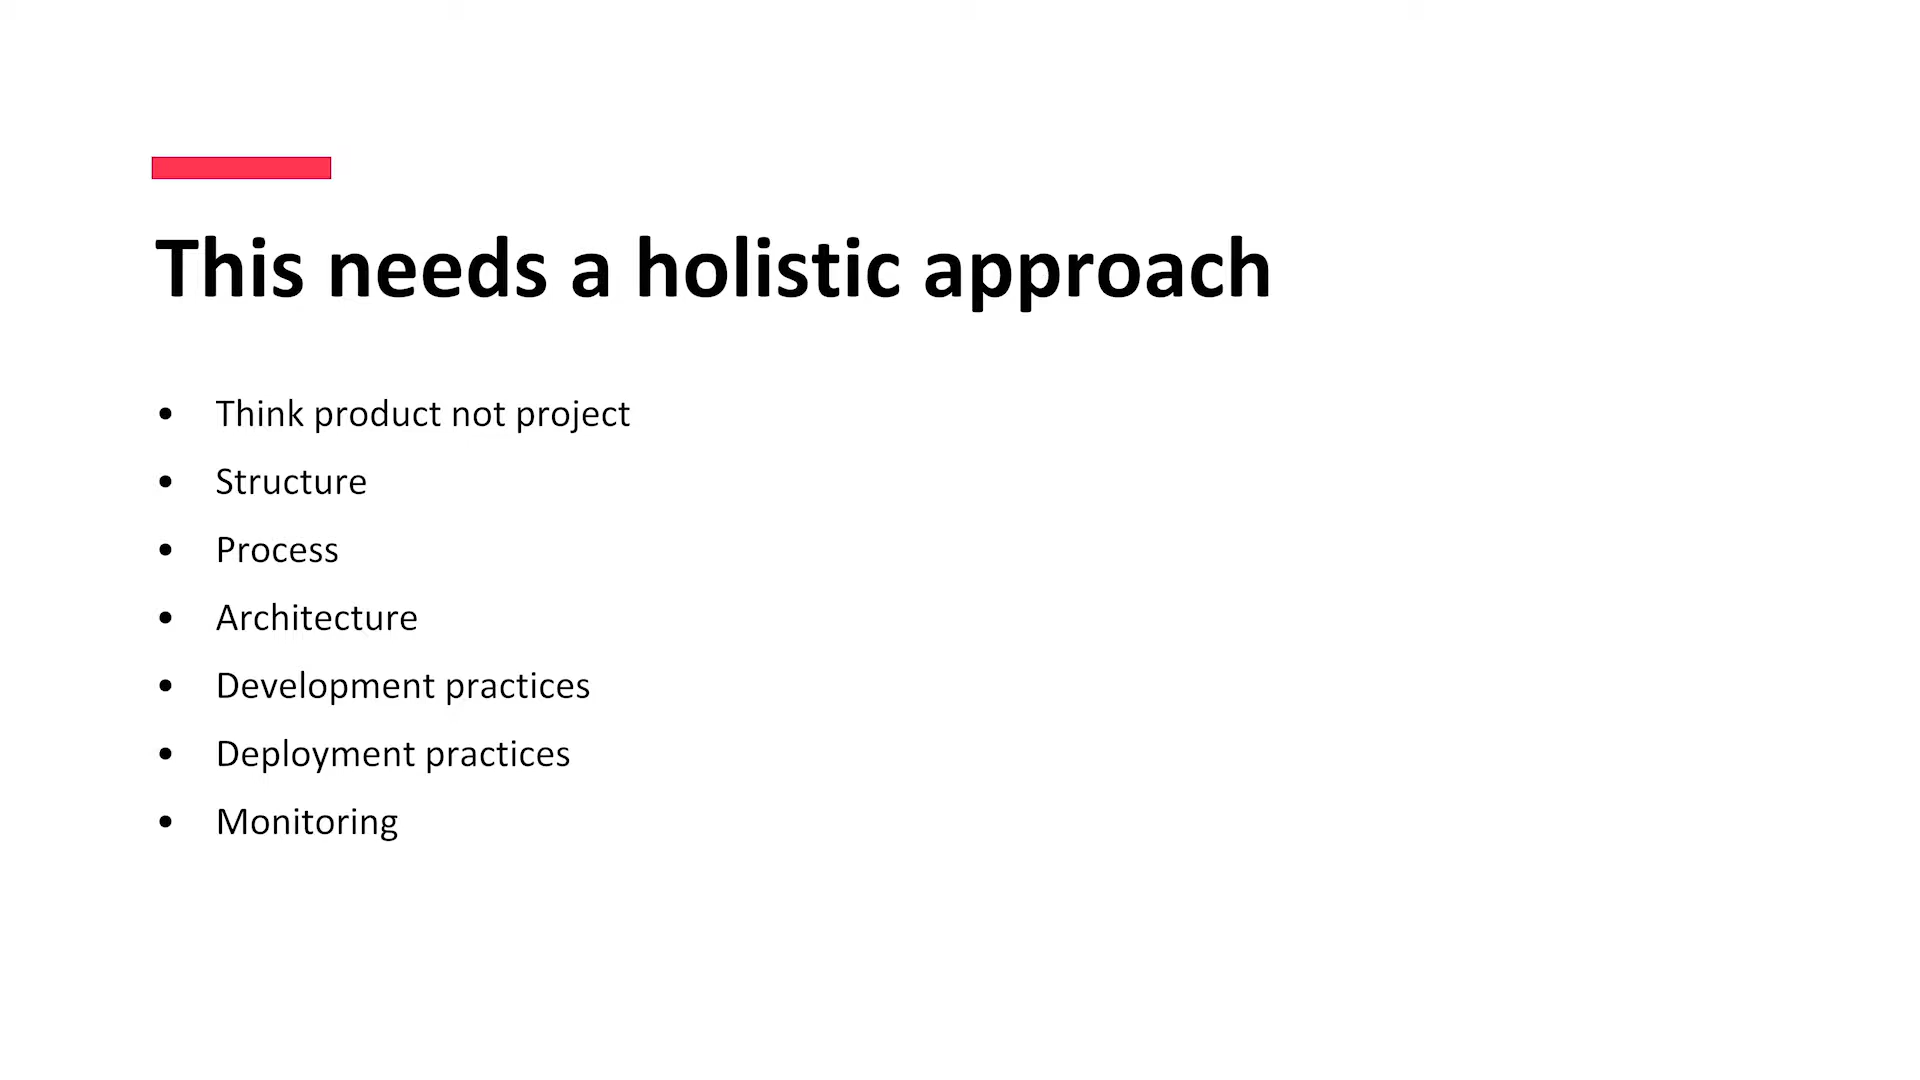 This needs a holistic approach
• Think product not project
• Structure
• Process
• Architecture
• Development practices
• Deployment practices
• Monitoring